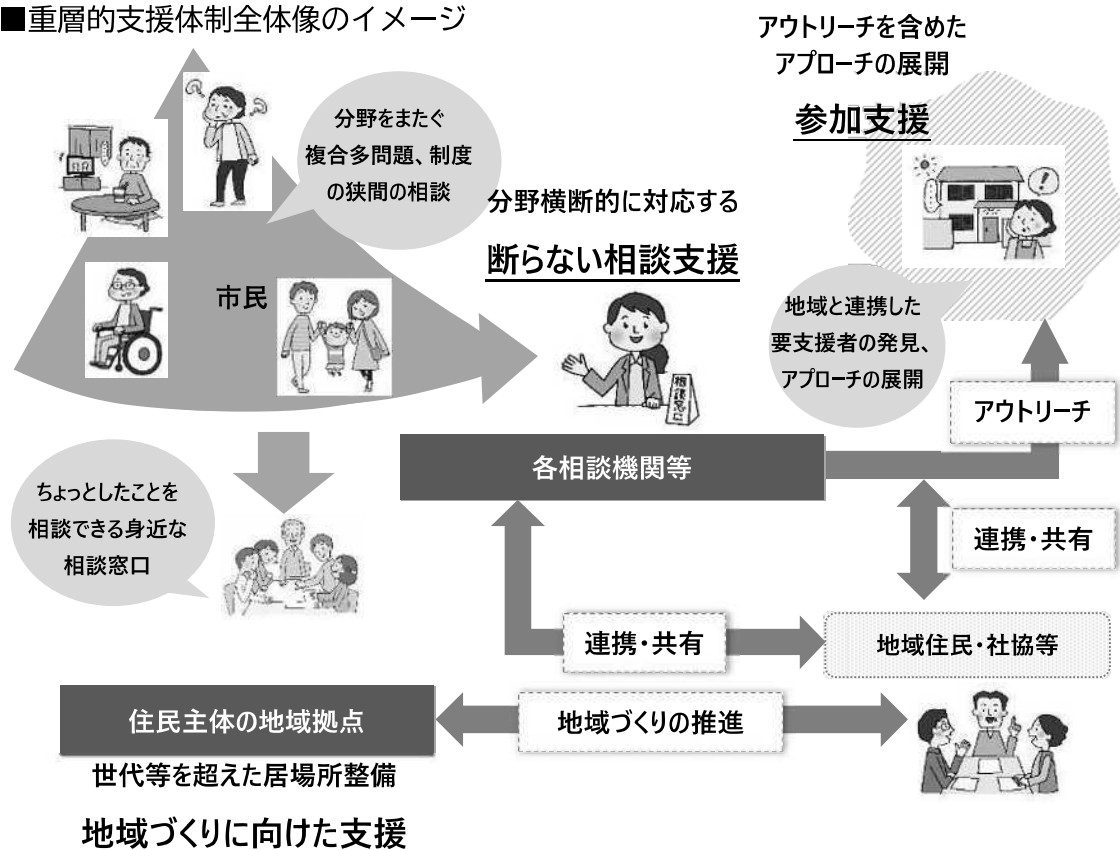 ■重層的支援体制全体像のイメージ
アウトリーチを含めた
アプローチの展開
参加支援
分野をまたぐ
複合多問題、制度
の狭間の相談
分野横断的に対応する
断らない相談支援
市民
地域と連携した
要支援者の発見、
アプローチの展開
アウトリーチ
各相談機関等
ちょっとしたことを
相談できる身近な
相談窓口
連携・共有
連携・共有
地域住民・社協等
住民主体の地域拠点
地域づくりの推進
世代等を超えた居場所整備
地域づくりに向けた支援